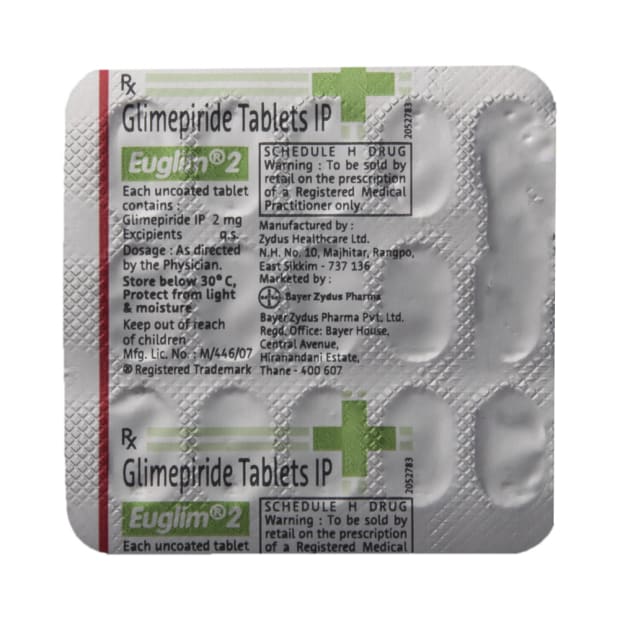 Rx
Glimepiride Tablets IP
2052783
Euglim® 2
Each uncoated tablet
contains :
Glimepiride IP 2 mg
Excipients q.s.
Dosage : As directed
by the Physician.
Store below 30° C,
Protect from light
& moisture
Keep out of reach
of children
Mfg. Lic. No. : M/446/07
® Registered Trademark
SCHEDULE H DRUG
Warning : To be sold by
retail on the prescription
of a Registered Medical
Practitioner only.
Manufactured by :
Zydus Healthcare Ltd.
N.H. No. 10, Majhitar, Rangpo,
East Sikkim - 737 136
Marketed by :
Bayer Zydus Pharma
Bayer Zydus Pharma Pvt. Ltd.
Regd. Office: Bayer House,
Central Avenue,
Hiranandani Estate,
Thane - 400 607
Rx
Glimepiride Tablets IP
2052783
Euglim® 2
Each uncoated tablet
SCHEDULE H DRUG
Warning : To be sold by
retail on the prescription
of a Registered Medical